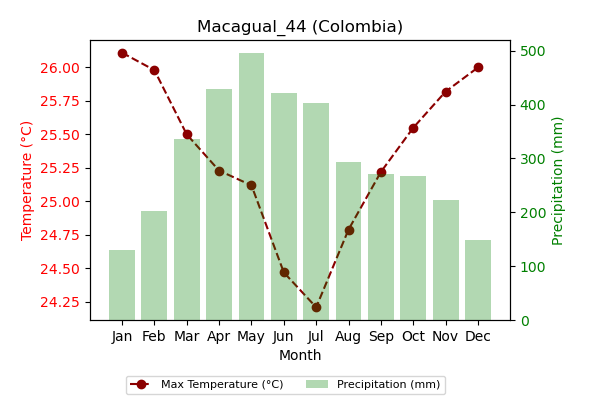 Macagual_44 (Colombia)
Temperature (°C)
26.00
25.75
25.50
25.25
25.00
24.75
24.50
24.25
500
400
300
200
100
0
Precipitation (mm)
Jan Feb Mar Apr May Jun Jul Aug Sep Oct Nov Dec
Month
Max Temperature (°C) Precipitation (mm)